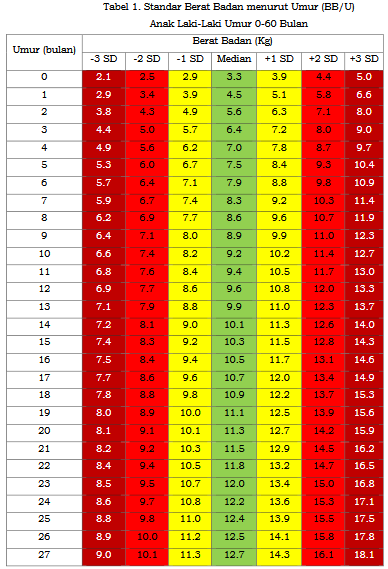 Tabel 1. Standar Berat Badan menurut Umur (BB/U)
Anak Laki-Laki Umur 0-60 Bulan
Umur (bulan) Berat Badan (Kg)
-3 SD -2 SD -1 SD Median +1 SD +2 SD +3 SD
0 2.1 2.5 2.9 3.3 3.9 4.4 5.0
1 2.9 3.4 3.9 4.5 5.1 5.8 6.6
2 3.8 4.3 4.9 5.6 6.3 7.1 8.0
3 4.4 5.0 5.7 6.4 7.2 8.0 9.0
4 4.9 5.6 6.2 7.0 7.8 8.7 9.7
5 5.3 6.0 6.7 7.5 8.4 9.3 10.4
6 5.7 6.4 7.1 7.9 8.8 9.8 10.9
7 5.9 6.7 7.4 8.3 9.2 10.3 11.4
8 6.2 6.9 7.7 8.6 9.6 10.7 11.9
9 6.4 7.1 8.0 8.9 9.9 11.0 12.3
10 6.6 7.4 8.2 9.2 10.2 11.4 12.7
11 6.8 7.6 8.4 9.4 10.5 11.7 13.0
12 6.9 7.7 8.6 9.6 10.8 12.0 13.3
13 7.1 7.9 8.8 9.9 11.0 12.3 13.7
14 7.2 8.1 9.0 10.1 11.3 12.6 14.0
15 7.4 8.3 9.2 10.3 11.5 12.8 14.3
16 7.5 8.4 9.4 10.5 11.7 13.1 14.6
17 7.7 8.6 9.6 10.7 12.0 13.4 14.9
18 7.8 8.8 9.8 10.9 12.2 13.7 15.3
19 8.0 8.9 10.0 11.1 12.5 13.9 15.6
20 8.1 9.1 10.1 11.3 12.7 14.2 15.9
21 8.2 9.2 10.3 11.5 12.9 14.5 16.2
22 8.4 9.4 10.5 11.8 13.2 14.7 16.5
23 8.5 9.5 10.7 12.0 13.4 15.0 16.8
24 8.6 9.7 10.8 12.2 13.6 15.3 17.1
25 8.8 9.8 11.0 12.4 13.9 15.5 17.5
26 8.9 10.0 11.2 12.5 14.1 15.8 17.8
27 9.0 10.1 11.3 12.7 14.3 16.1 18.1